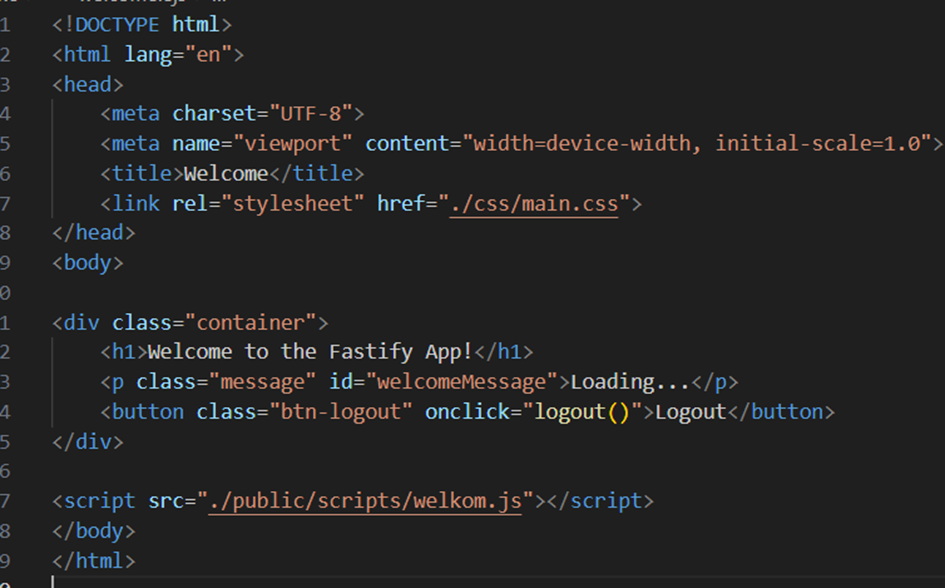 1 <!DOCTYPE html>
2 <html lang="en">
3 <head>
4     <meta charset="UTF-8">
5     <meta name="viewport" content="width=device-width, initial-scale=1.0">
6     <title>Welcome</title>
7     <link rel="stylesheet" href="./css/main.css">
8 </head>
9 <body>
0
1 <div class="container">
2     <h1>Welcome to the Fastify App!</h1>
3     <p class="message" id="welcomeMessage">Loading...</p>
4     <button class="btn-logout" onclick="logout()">Logout</button>
5 </div>
6
7 <script src="./public/scripts/welkom.js"></script>
8 </body>
9 </html>